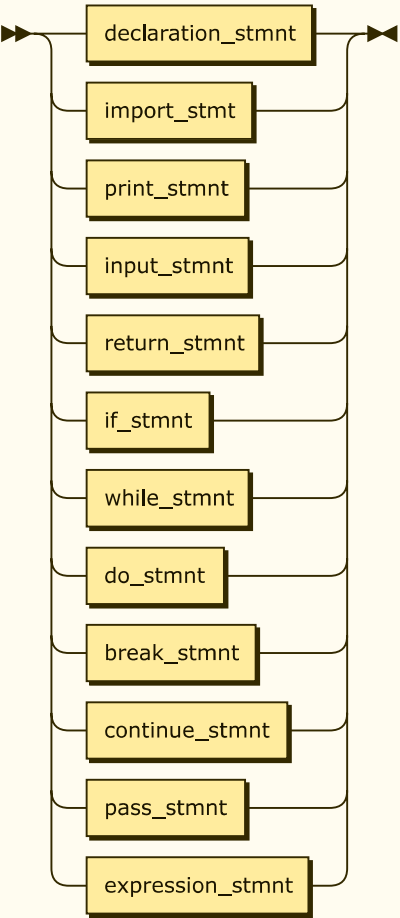 declaration_stmnt
import_stmt
print_stmnt
input_stmnt
return_stmnt
if_stmnt
while_stmnt
do_stmnt
break_stmnt
continue_stmnt
pass_stmnt
expression_stmnt